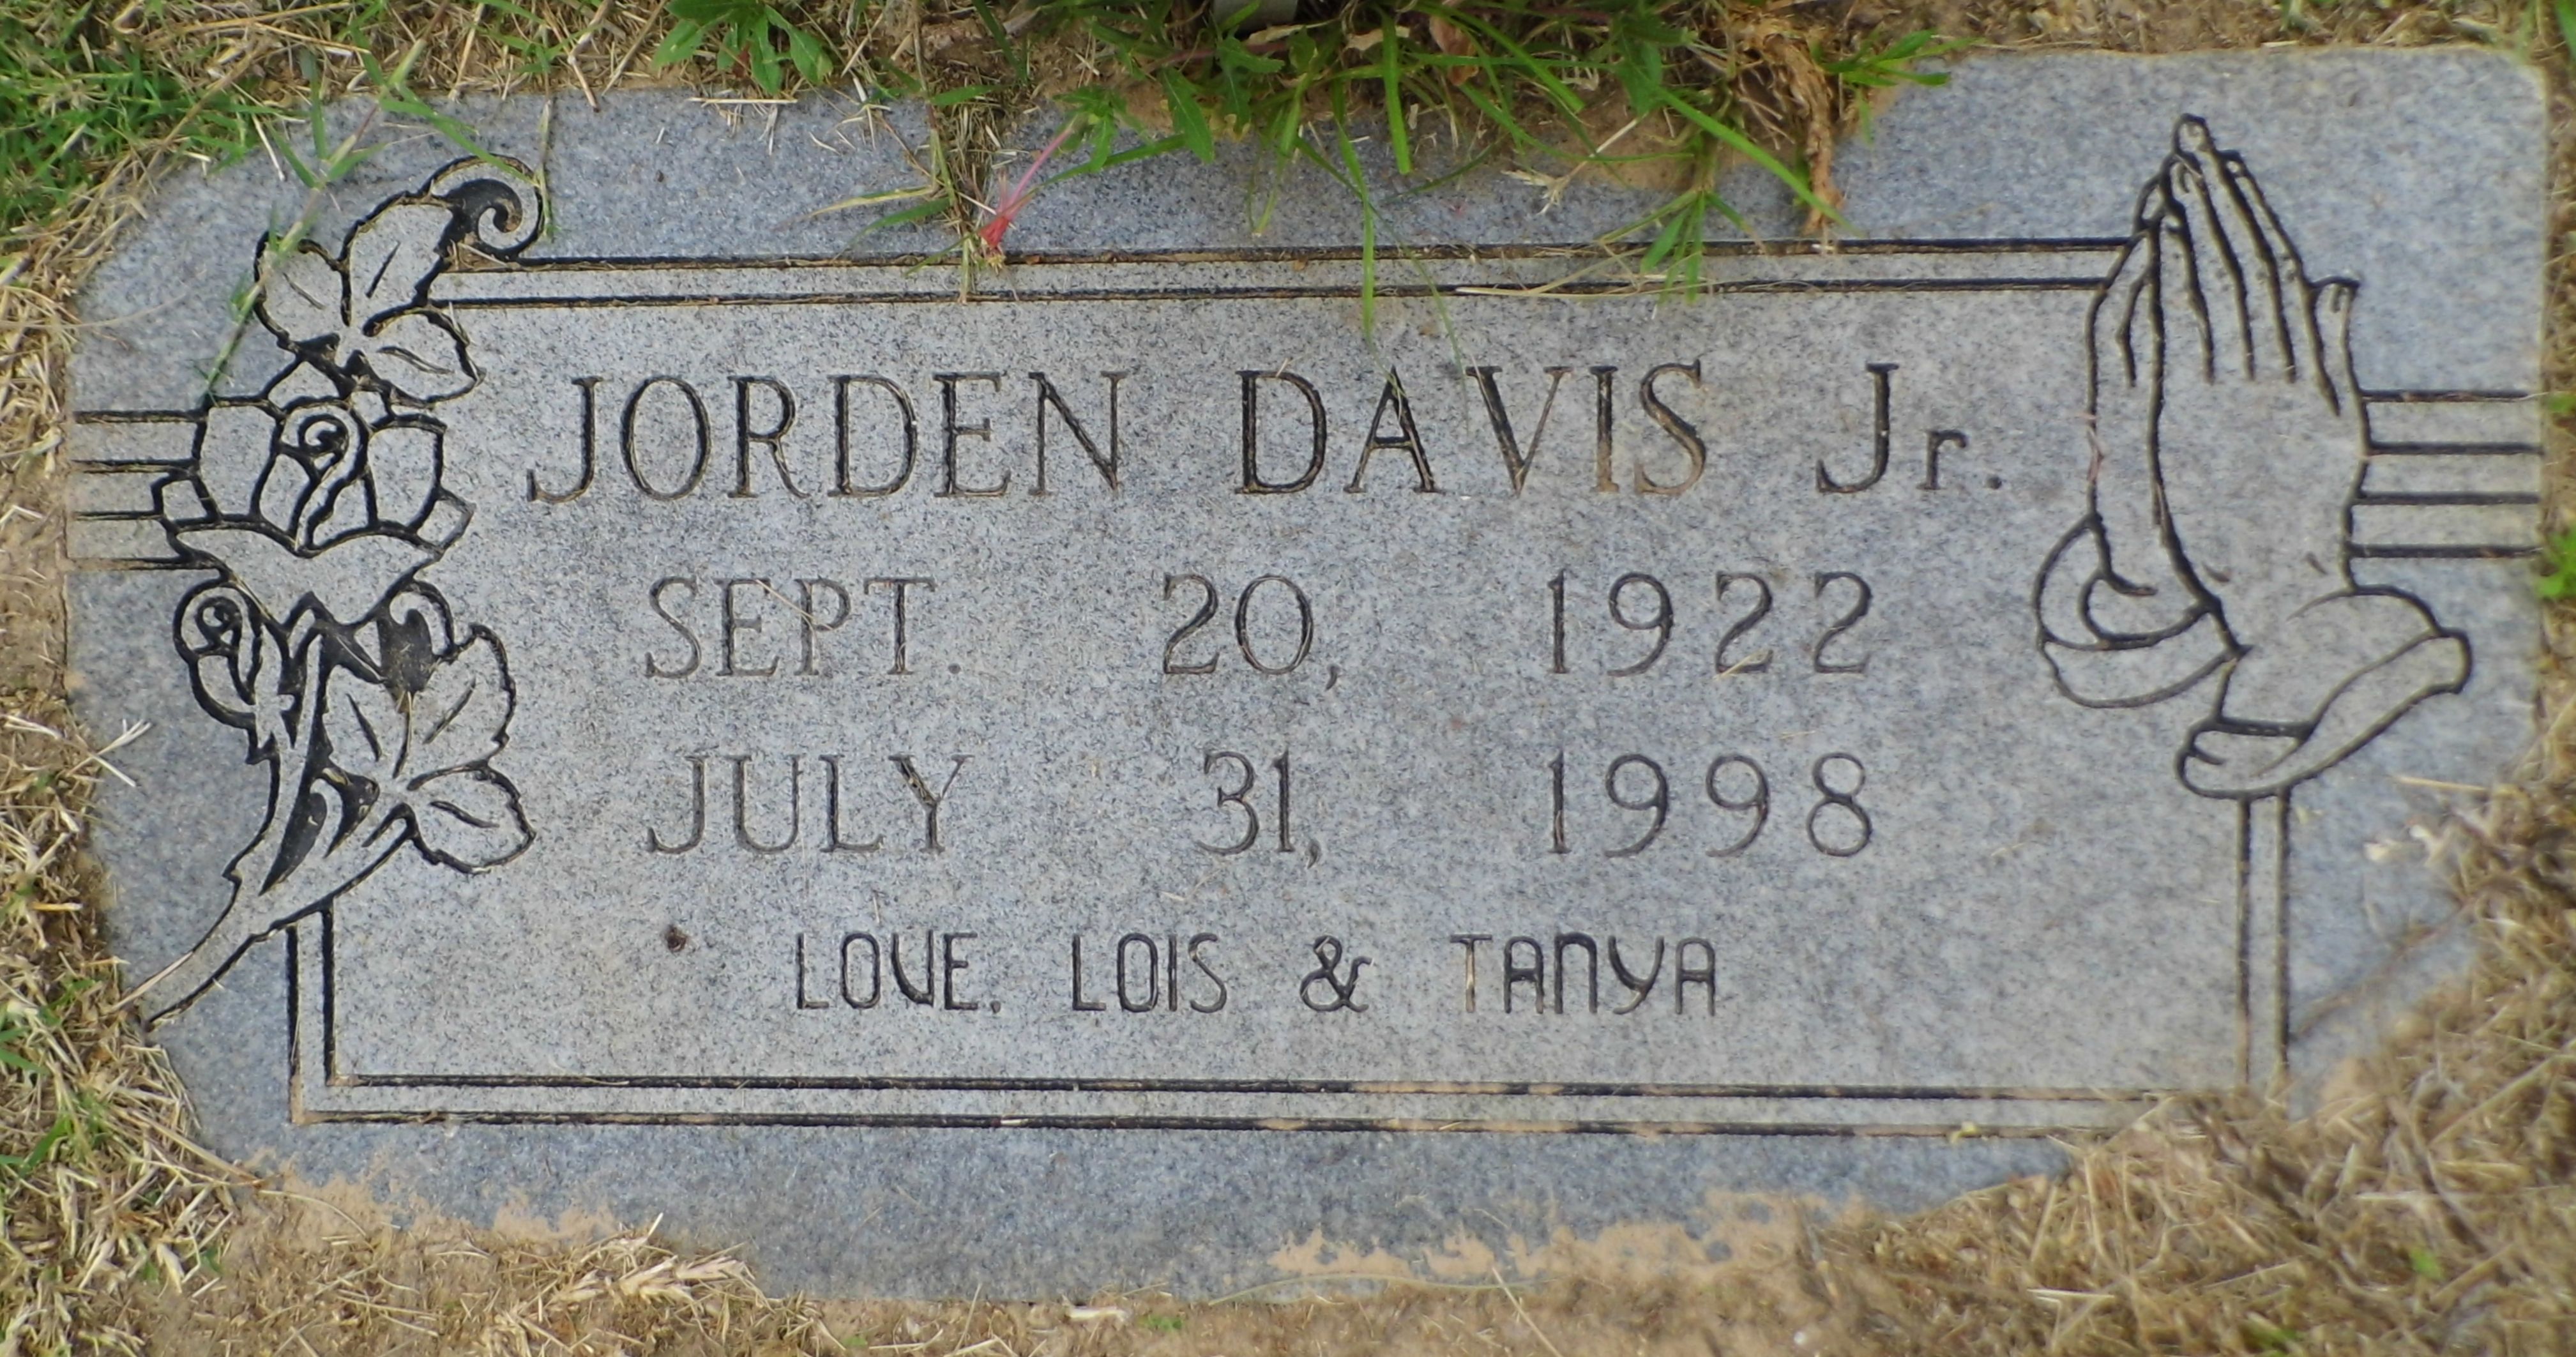 JORDEN DAVIS Jr.
SEPT. 20, 1922
JULY 31, 1998
LOVE, LOIS & TANYA